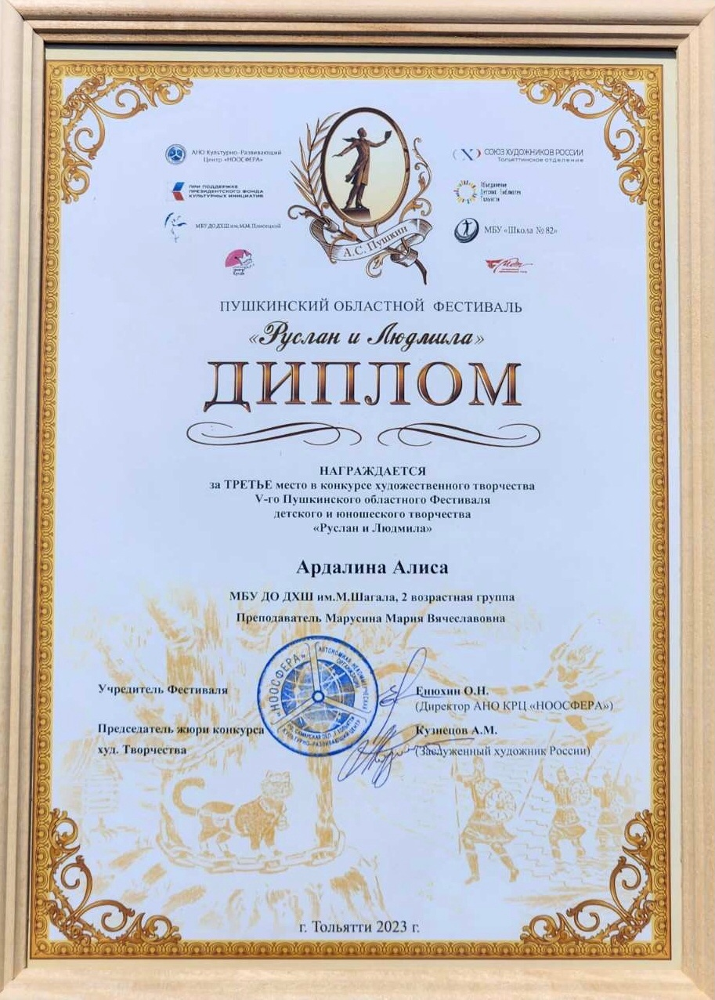 АНО Культурно-Развивающий
Центр «НООСФЕРА»
ПРИ ПОДДЕРЖКЕ
ПРЕЗИДЕНТСКОГО ФОНДА
КУЛЬТУРНЫХ ИНИЦИАТИВ
МБУ ДО ДХШ им.М.М.Плисецкой
СОЮЗ ХУДОЖНИКОВ РОССИИ
Тольяттинское отделение
Объединение
Детских Библиотек
Тольятти
МБУ «Школа № 82»
А.С. Пушкин
ПУШКИНСКИЙ ОБЛАСТНОЙ ФЕСТИВАЛЬ
«Руслан и Людмила»
ДИПЛОМ
НАГРАЖДАЕТСЯ
за ТРЕТЬЕ место в конкурсе художественного творчества
V-го Пушкинского областного Фестиваля
детского и юношеского творчества
«Руслан и Людмила»
Ардалина Алиса
МБУ ДО ДХШ им.М.Шагала, 2 возрастная группа
Преподаватель Марусина Мария Вячеславовна
«НООСФЕРА»
АВТОНОМНАЯ НЕКОММЕРЧЕСКАЯ
ОРГАНИЗАЦИЯ
САМАРСКАЯ ОБЛ. Г. ТОЛЬЯТТИ
КУЛЬТУРНО-РАЗВИВАЮЩИЙ ЦЕНТР
Учредитель Фестиваля
Енюхин О.Н.
(Директор АНО КРЦ «НООСФЕРА»)
Председатель жюри конкурса
худ. Творчества
Кузнецов А.М.
(Заслуженный художник России)
г. Тольятти 2023 г.